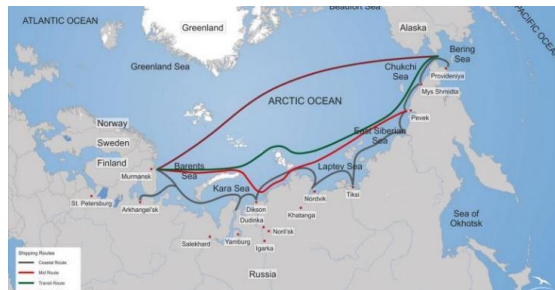 Beaufort Sea
ATLANTIC OCEAN
Greenland
Alaska
PACIFIC OCEAN
Bering
Sea
Greenland Sea
Chukchi
Sea
Provideniya
Mys Shmidta
ARCTIC OCEAN
Norway
Pevek
East Siberian
Sea
Sweden
Finland
Barents
Sea
Laptev Sea
Murmansk
Kara Sea
Tiksi
Nordvik
St. Petersburg
Arkhangel'sk
Dikson
Khatanga
Dudinka
Sea of
Okhotsk
Noril'sk
Salekhard
Yamburg
Igarka
Russia
Shipping Routes
Coastal Route
Mid Route
Transit Route